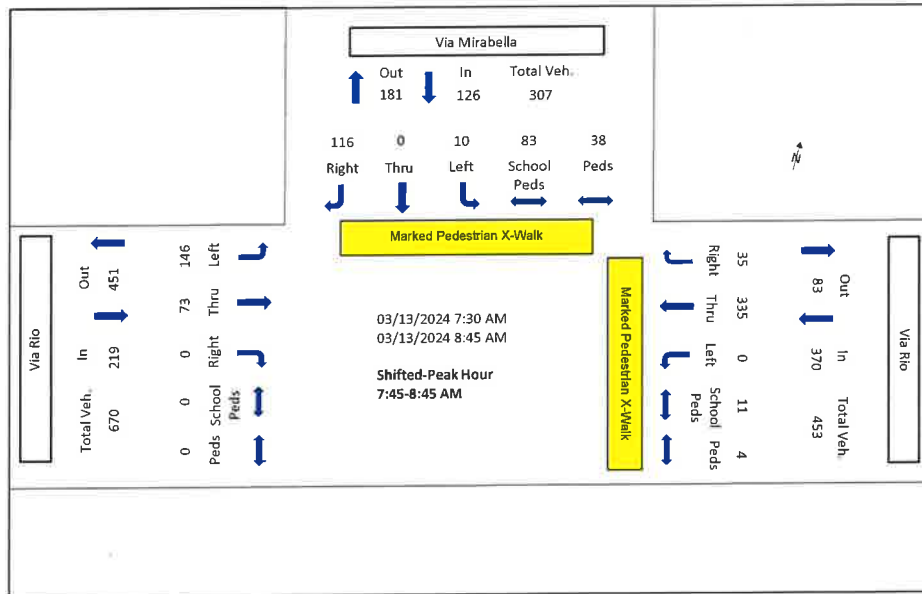 Via Mirabella
Out In Total Veh.
181 126 307
116 0 10 83 38
Right Thru Left School Peds
Peds
Marked Pedestrian X-Walk
N
Via Rio
Out In Total Veh.
451 219 670
146 73 0 0 0
Left Thru Right School Peds
Peds
03/13/2024 7:30 AM
03/13/2024 8:45 AM
Shifted-Peak Hour
7:45-8:45 AM
Marked Pedestrian X-Walk
Right Thru Left School Peds
Peds
35 335 0 11 4
Out In Total Veh.
83 370 453
Via Rio